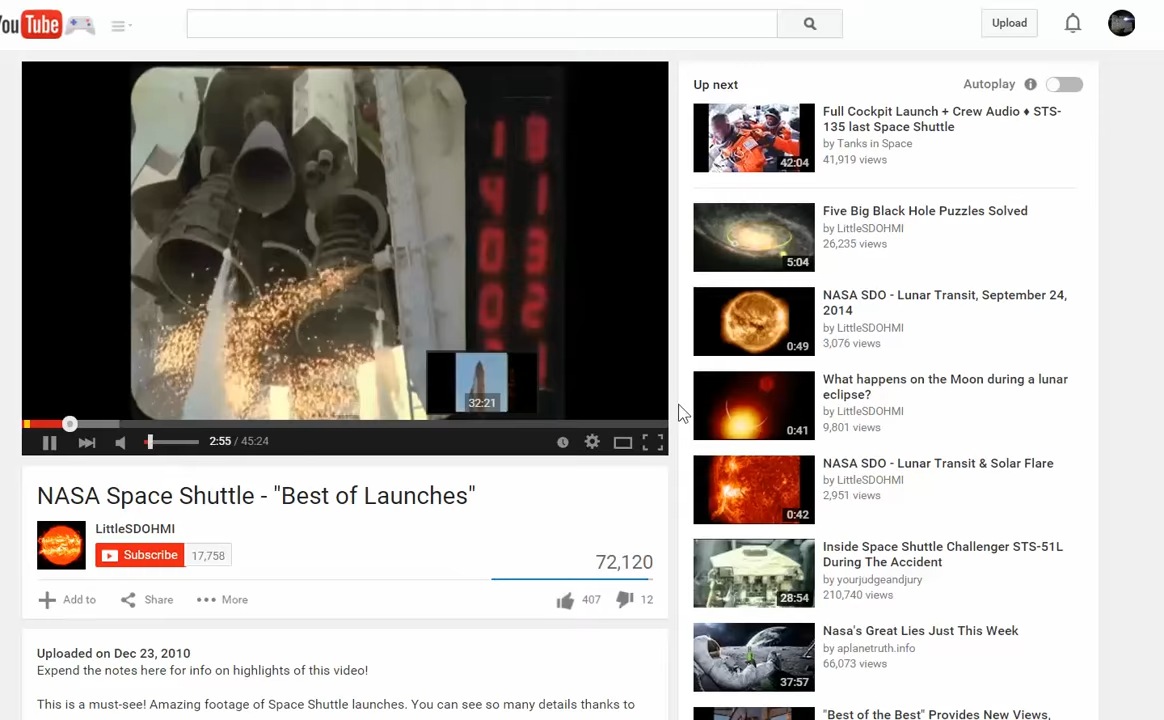 You Tube
Upload
18
41
03
02
1
32:21
2:55 / 45:24
NASA Space Shuttle - "Best of Launches"
LittleSDOHMI
Subscribe 17,758
72,120
Add to Share More 407 12
Uploaded on Dec 23, 2010
Expend the notes here for info on highlights of this video!
This is a must-see! Amazing footage of Space Shuttle launches. You can see so many details thanks to
Up next Autoplay
Full Cockpit Launch + Crew Audio ♦ STS-
135 last Space Shuttle
by Tanks in Space
41,919 views
42:04
Five Big Black Hole Puzzles Solved
by LittleSDOHMI
26,235 views
5:04
NASA SDO - Lunar Transit, September 24,
2014
by LittleSDOHMI
3,076 views
0:49
What happens on the Moon during a lunar
eclipse?
by LittleSDOHMI
9,801 views
0:41
NASA SDO - Lunar Transit & Solar Flare
by LittleSDOHMI
2,951 views
0:42
Inside Space Shuttle Challenger STS-51L
During The Accident
by yourjudgeandjury
210,740 views
28:54
Nasa's Great Lies Just This Week
by aplanetruth.info
66,073 views
37:57
"Best of the Best" Provides New Views,